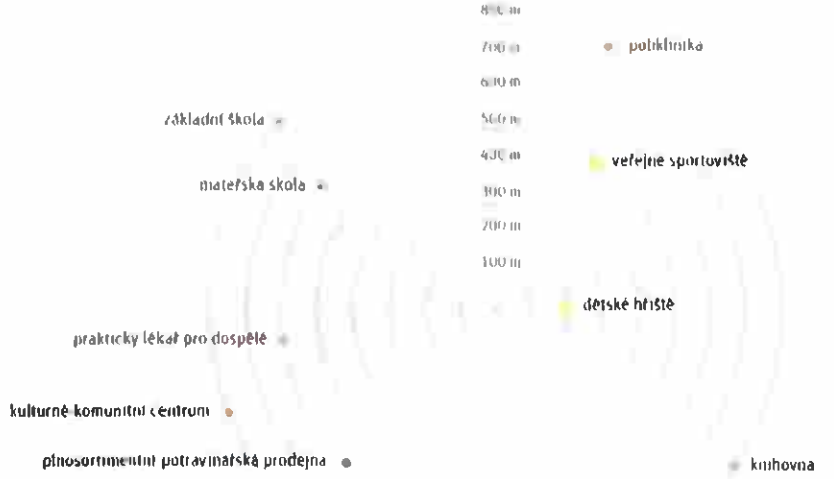 800 m
700 m
poliklinika
600 m
základní škola
500 m
400 m
veřejné sportoviště
mateřská škola
300 m
200 m
100 m
dětské hřiště
praktický lékař pro dospělé
kulturně-komunitní centrum
plnosortimentní potravinářská prodejna
knihovna